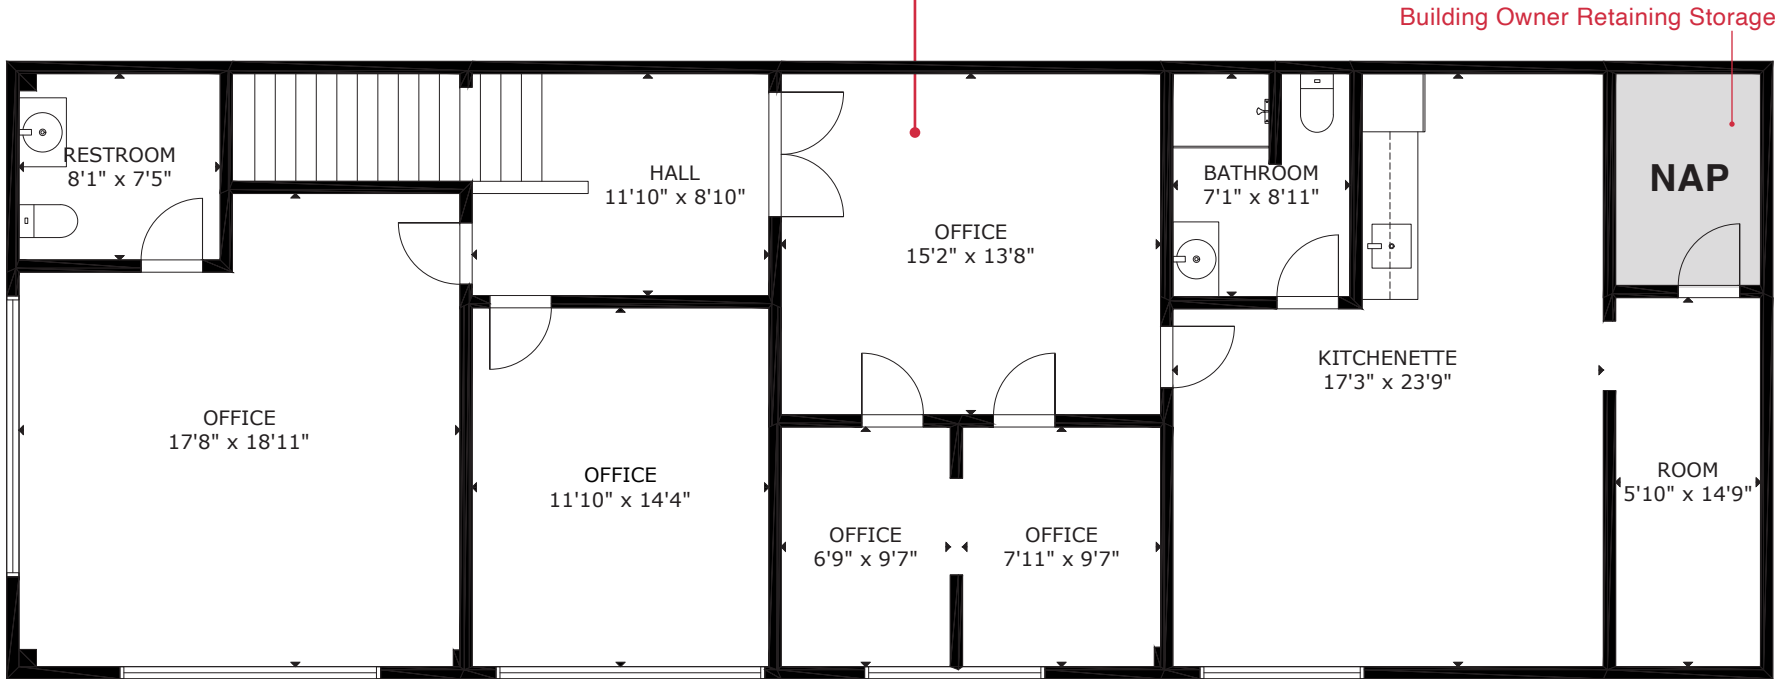 Building Owner Retaining Storage
RESTROOM
8'1" x 7'5"
HALL
11'10" x 8'10"
OFFICE
15'2" x 13'8"
BATHROOM
7'1" x 8'11"
NAP
OFFICE
17'8" x 18'11"
OFFICE
11'10" x 14'4"
OFFICE
6'9" x 9'7"
OFFICE
7'11" x 9'7"
KITCHENETTE
17'3" x 23'9"
ROOM
5'10" x 14'9"